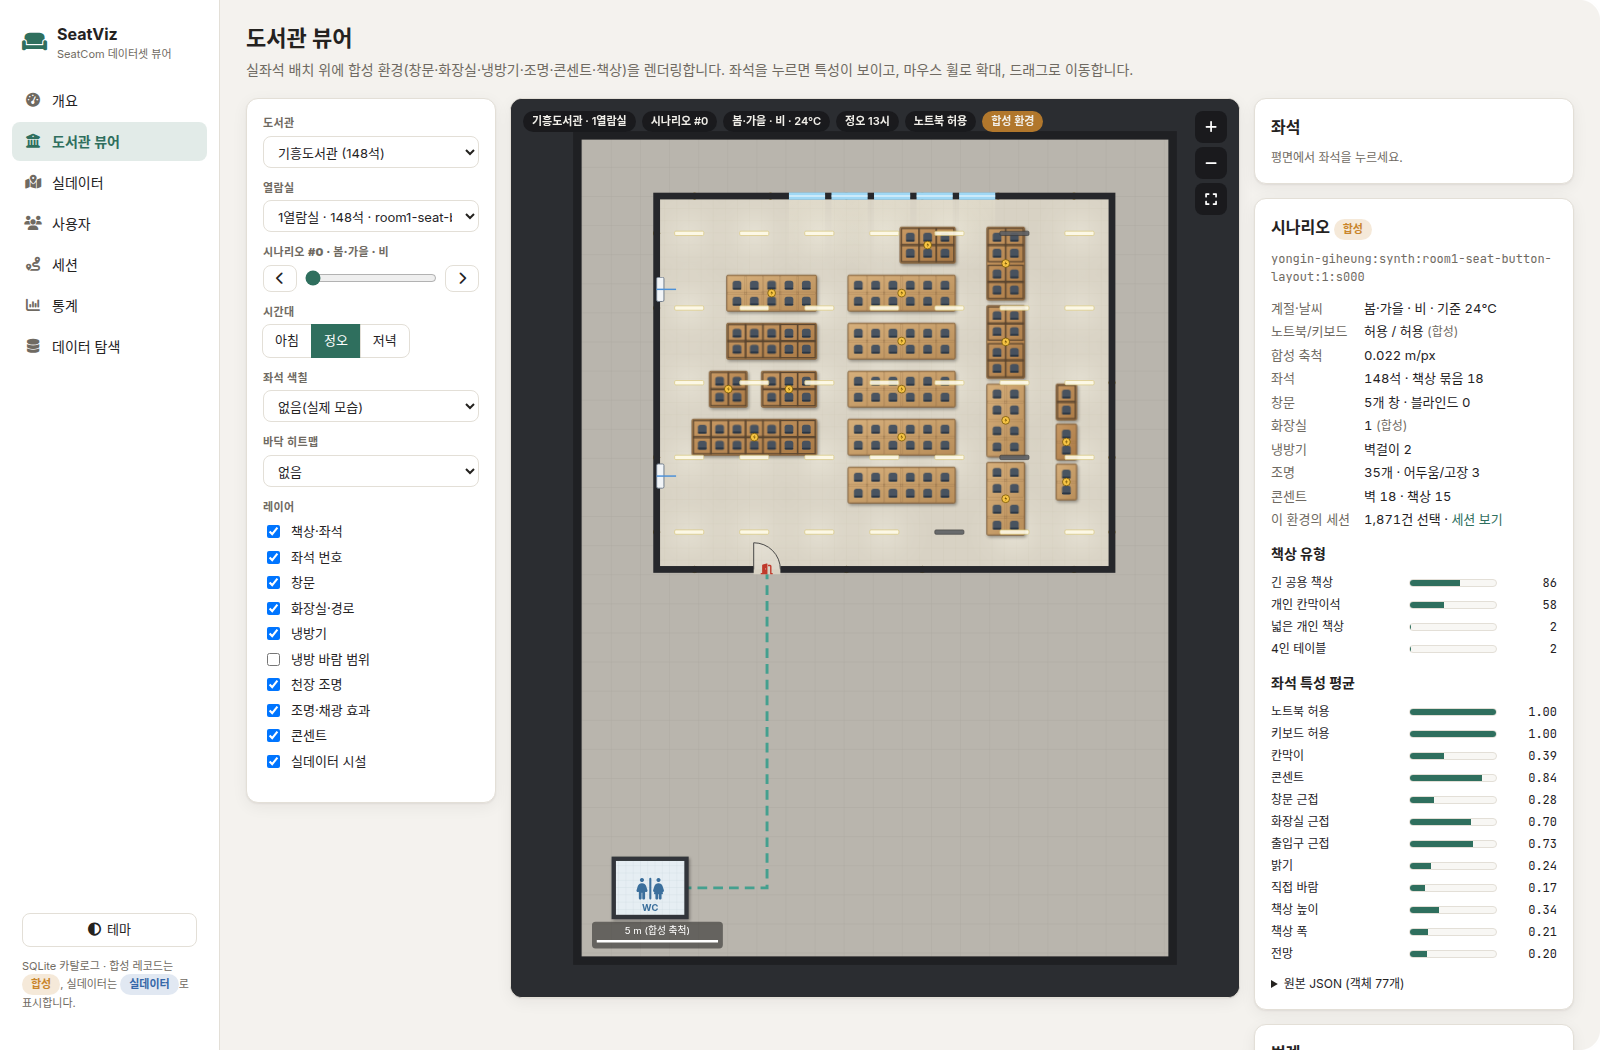 SeatViz
SeatCom 데이터셋 뷰어
개요
도서관 뷰어
실데이터
사용자
세션
통계
데이터 탐색
테마
SQLite 카탈로그 · 합성 레코드는
합성, 실데이터는 실데이터로
표시합니다.
도서관 뷰어
실좌석 배치 위에 합성 환경(창문·화장실·냉방기·조명·콘센트·책상)을 렌더링합니다. 좌석을 누르면 특성이 보이고, 마우스 휠로 확대, 드래그로 이동합니다.
도서관
기흥도서관 (148석)
열람실
1열람실 · 148석 · room1-seat-b
시나리오 #0 · 봄·가을 · 비
시간대
아침
정오
저녁
좌석 색칠
없음(실제 모습)
바닥 히트맵
없음
레이어
책상·좌석
좌석 번호
창문
화장실·경로
냉방기
냉방 바람 범위
천장 조명
조명·채광 효과
콘센트
실데이터 시설
기흥도서관 · 1열람실
시나리오 #0
봄·가을 · 비 · 24°C
정오 13시
노트북 허용
합성 환경
WC
5 m (합성 축척)
좌석
평면에서 좌석을 누르세요.
시나리오 합성
yongin-giheung:synth:room1-seat-button-
layout:1:s000
계절·날씨 봄·가을 · 비 · 기준 24°C
노트북/키보드 허용 / 허용 (합성)
합성 축척 0.022 m/px
좌석 148석 · 책상 묶음 18
창문 5개 창 · 블라인드 0
화장실 1 (합성)
냉방기 벽걸이 2
조명 35개 · 어두움/고장 3
콘센트 벽 18 · 책상 15
이 환경의 세션 1,871건 선택 · 세션 보기
책상 유형
긴 공용 책상 86
개인 칸막이석 58
넓은 개인 책상 2
4인 테이블 2
좌석 특성 평균
노트북 허용 1.00
키보드 허용 1.00
칸막이 0.39
콘센트 0.84
창문 근접 0.28
화장실 근접 0.70
출입구 근접 0.73
밝기 0.24
직접 바람 0.17
책상 높이 0.34
책상 폭 0.21
전망 0.20
▶ 원본 JSON (객체 77개)